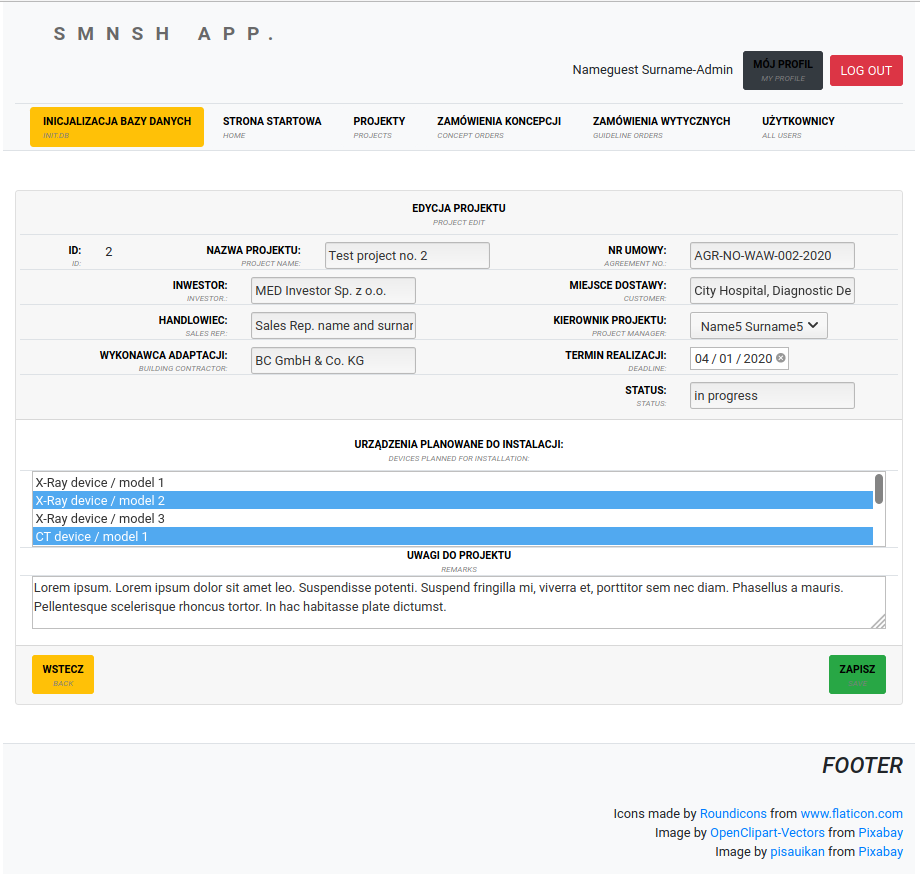 SMNSH APP.
Nameguest Surname-Admin
MÓJ PROFIL
MY PROFILE
LOG OUT
INICJALIZACJA BAZY DANYCH
INIT.DB
STRONA STARTOWA
HOME
PROJEKTY
PROJECTS
ZAMÓWIENIA KONCEPCJI
CONCEPT ORDERS
ZAMÓWIENIA WYTYCZNYCH
GUIDELINE ORDERS
UŻYTKOWNICY
ALL USERS
EDYCJA PROJEKTU
PROJECT EDIT
ID:
ID:
2
NAZWA PROJEKTU:
PROJECT NAME:
Test project no. 2
NR UMOWY:
AGREEMENT NO.:
AGR-NO-WAW-002-2020
INWESTOR:
INVESTOR.:
MED Investor Sp. z o.o.
MIEJSCE DOSTAWY:
CUSTOMER:
City Hospital, Diagnostic De
HANDLOWIEC:
SALES REP.:
Sales Rep. name and surnar
KIEROWNIK PROJEKTU:
PROJECT MANAGER:
Name5 Surname5
WYKONAWCA ADAPTACJI:
BUILDING CONTRACTOR:
BC GmbH & Co. KG
TERMIN REALIZACJI:
DEADLINE:
04 / 01 / 2020
STATUS:
STATUS:
in progress
URZĄDZENIA PLANOWANE DO INSTALACJI:
DEVICES PLANNED FOR INSTALLATION:
X-Ray device / model 1
X-Ray device / model 2
X-Ray device / model 3
CT device / model 1
UWAGI DO PROJEKTU
REMARKS
Lorem ipsum. Lorem ipsum dolor sit amet leo. Suspendisse potenti. Suspend fringilla mi, viverra et, porttitor sem nec diam. Phasellus a mauris.
Pellentesque scelerisque rhoncus tortor. In hac habitasse plate dictumst.
WSTECZ
BACK
ZAPISZ
FOOTER
Icons made by Roundicons from www.flaticon.com
Image by OpenClipart-Vectors from Pixabay
Image by pisauikan from Pixabay